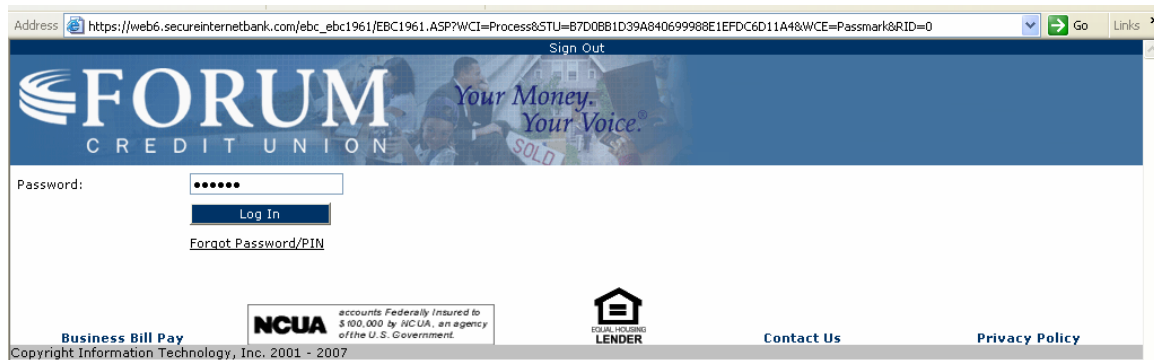 Address https://web6.secureinternetbank.com/ebc_ebc1961/EBC1961.ASP?WCI=Process&STU=B7D0BB1D39A840699988E1EFDC6D11A4&WCE=Passmark&RID=0 Go Links
Sign Out
FORUM
CREDIT UNION
Your Money.
Your Voice.®
SOLD
Password: ••••••
Log In
Forgot Password/PIN
Business Bill Pay
NCUA
accounts Federally Insured to
$100,000 by NCUA, an agency
of the U.S. Government.
EQUAL HOUSING
LENDER
Contact Us
Privacy Policy
Copyright Information Technology, Inc. 2001 - 2007